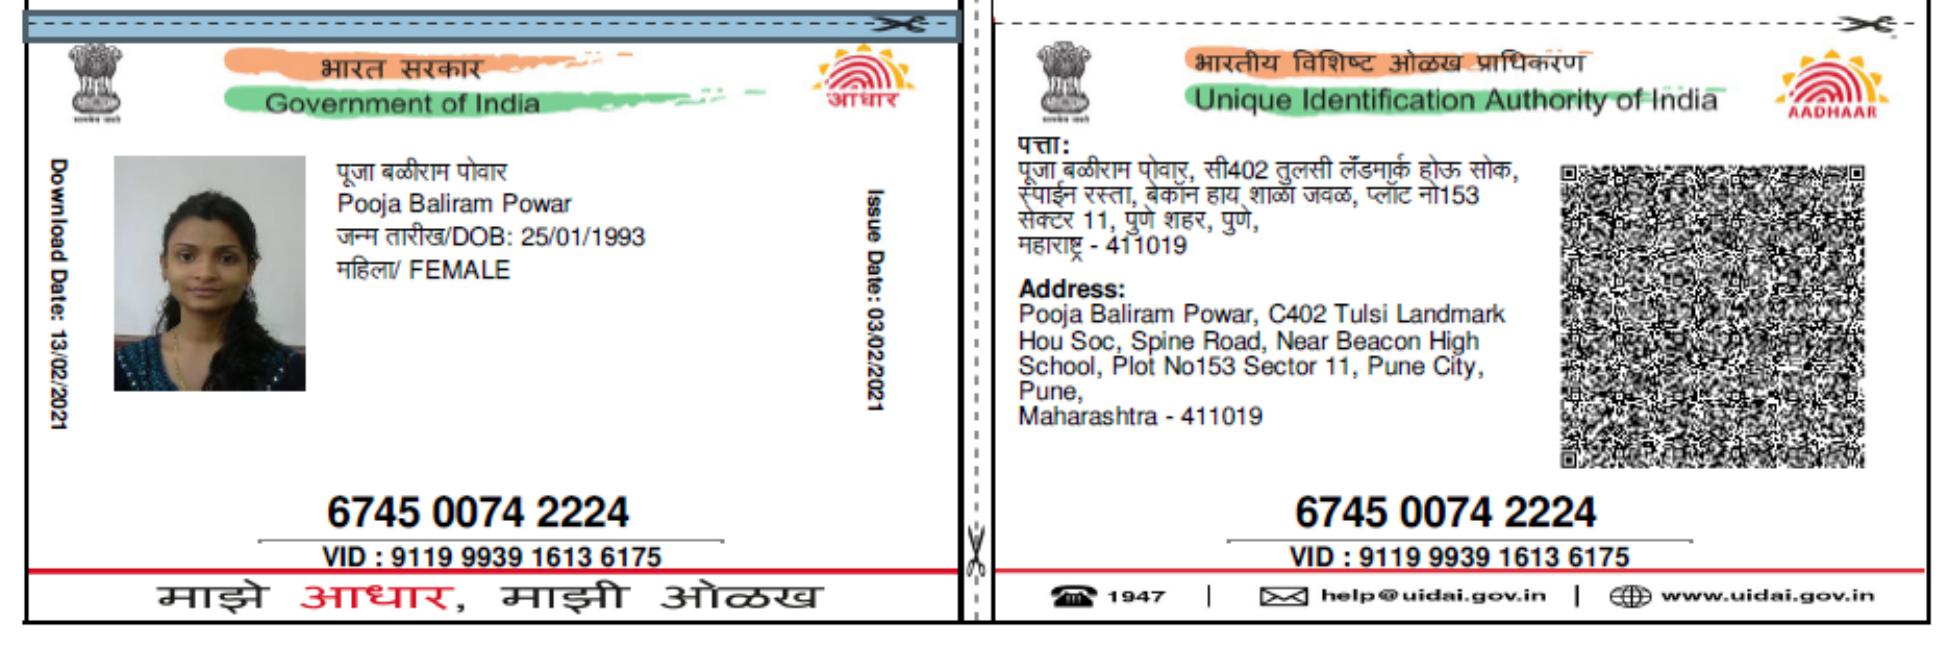 भारत सरकार
Government of India
आधार
Download Date: 13/02/2021
पूजा बळीराम पोवार
Pooja Baliram Powar
जन्म तारीख/DOB: 25/01/1993
महिला/ FEMALE
Issue Date: 03/02/2021
6745 0074 2224
VID : 9119 9939 1613 6175
माझे आधार, माझी ओळख
भारतीय विशिष्ट ओळख प्राधिकरण
Unique Identification Authority of India
AADHAAR
पत्ता:
पूजा बळीराम पोवार, सी402 तुलसी लँडमार्क होऊ सोक,
स्पाईन रस्ता, बेकॉन हाय शाळा जवळ, प्लॉट नो153
सेक्टर 11, पुणे शहर, पुणे,
महाराष्ट्र - 411019
Address:
Pooja Baliram Powar, C402 Tulsi Landmark
Hou Soc, Spine Road, Near Beacon High
School, Plot No153 Sector 11, Pune City,
Pune,
Maharashtra - 411019
6745 0074 2224
VID : 9119 9939 1613 6175
1947 | help@uidai.gov.in | www.uidai.gov.in